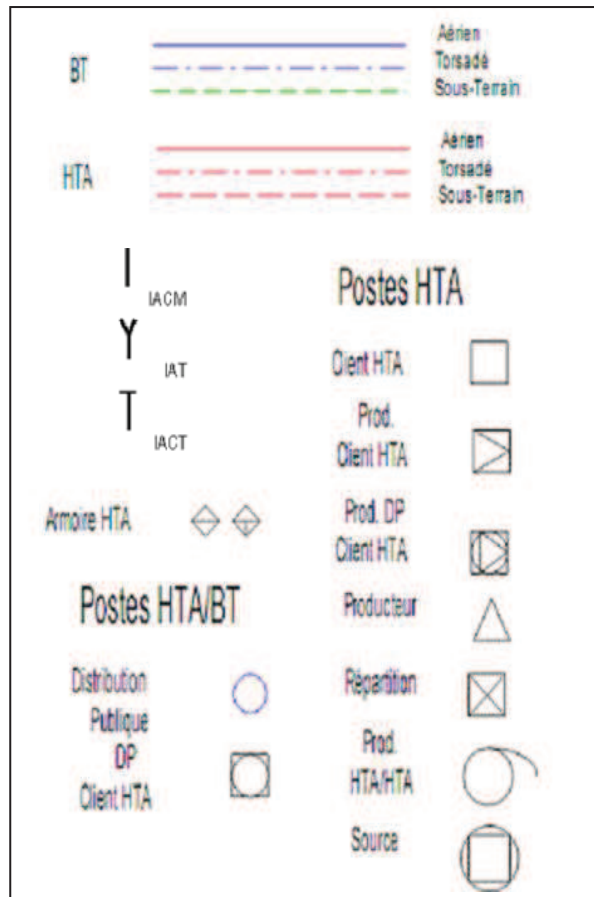 BT
Aérien
Torsadé
Sous-Terrain
HTA
Aérien
Torsadé
Sous-Terrain
IACM
IAT
IACT
Armoire HTA
Postes HTA/BT
Distribution
Publique
DP
Client HTA
Postes HTA
Client HTA
Prod.
Client HTA
Prod. DP
Client HTA
Producteur
Répartition
Prod.
HTA/HTA
Source